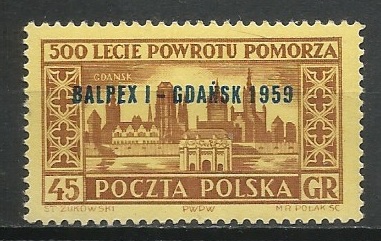 500 LECIE POWROTU POMORZA
GDAŃSK
BALPEX I - GDAŃSK 1959
45 POCZTA POLSKA GR
ST. ŻUKOWSKI PWPW M.R. POLAK SC.